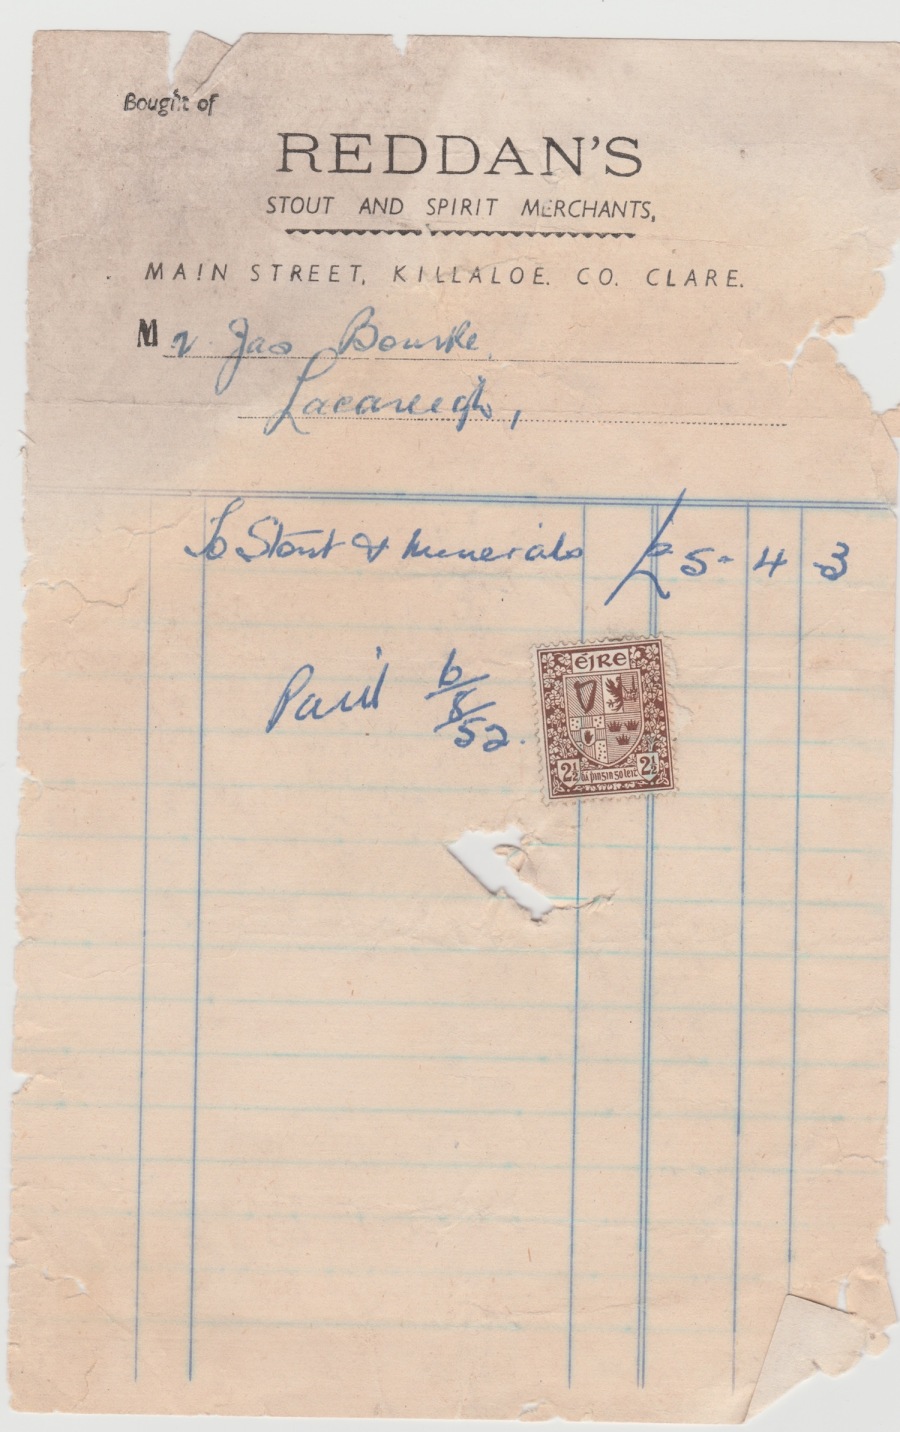 Bought of
REDDAN'S
STOUT AND SPIRIT MERCHANTS,
MAIN STREET, KILLALOE. CO. CLARE.
Mr Jas Bourke
Lacareigh,
To Stout & Minerals £5-4-3
Paid 6/8/52.
éIRe
2½ 2½